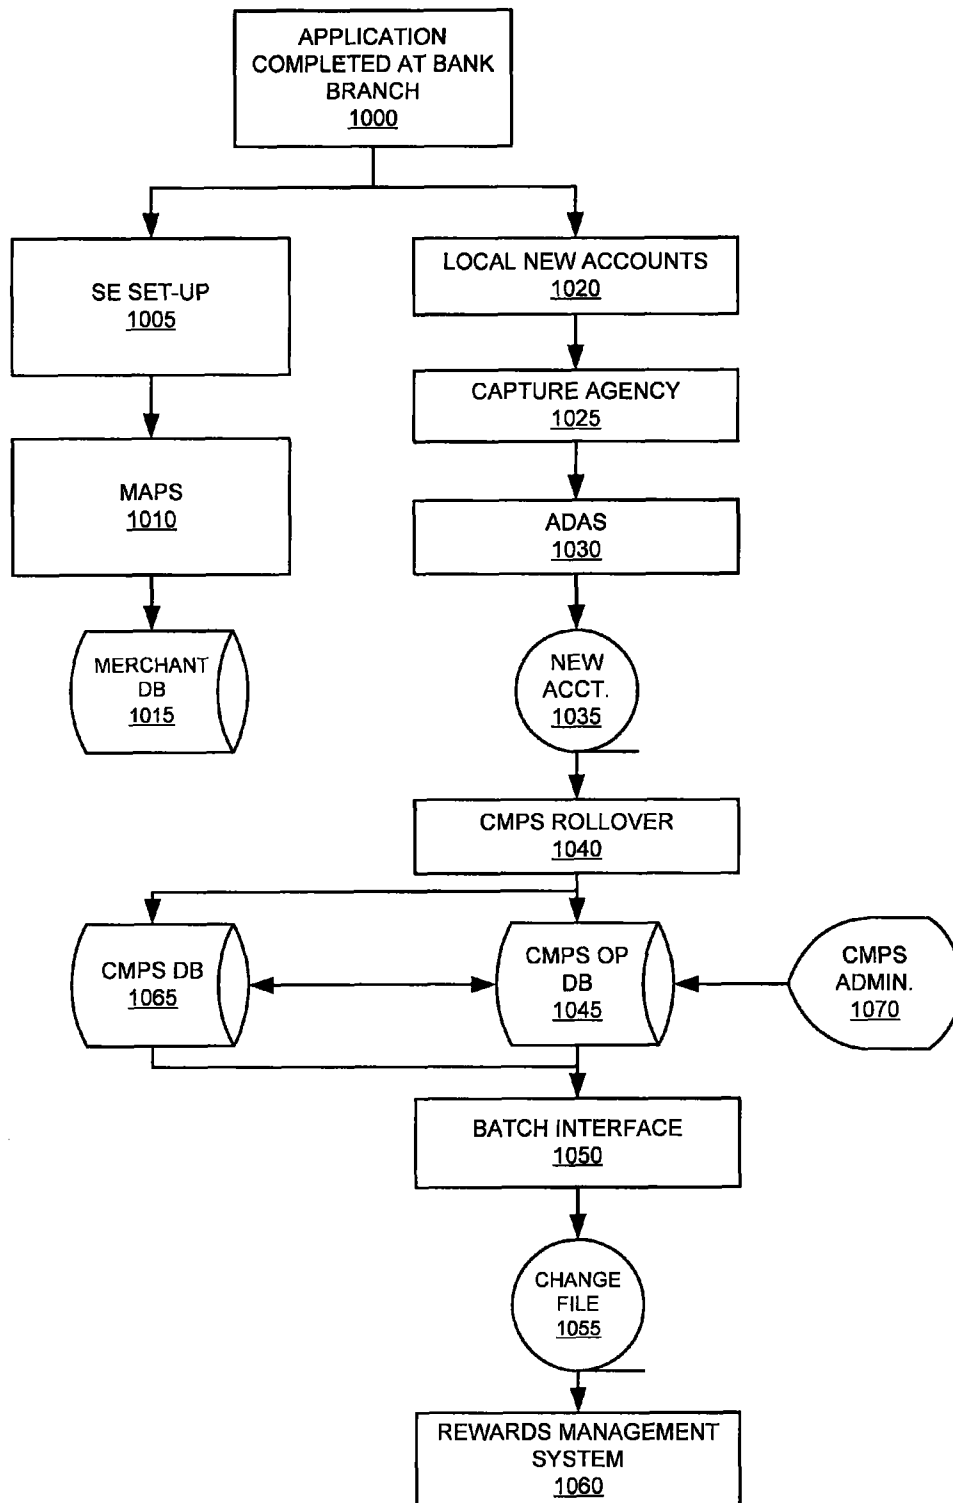 APPLICATION
COMPLETED AT BANK
BRANCH
1000
SE SET-UP
1005
LOCAL NEW ACCOUNTS
1020
CAPTURE AGENCY
1025
MAPS
1010
ADAS
1030
MERCHANT
DB
1015
NEW
ACCT.
1035
CMPS ROLLOVER
1040
CMPS DB
1065
CMPS OP
DB
1045
CMPS
ADMIN.
1070
BATCH INTERFACE
1050
CHANGE
FILE
1055
REWARDS MANAGEMENT
SYSTEM
1060